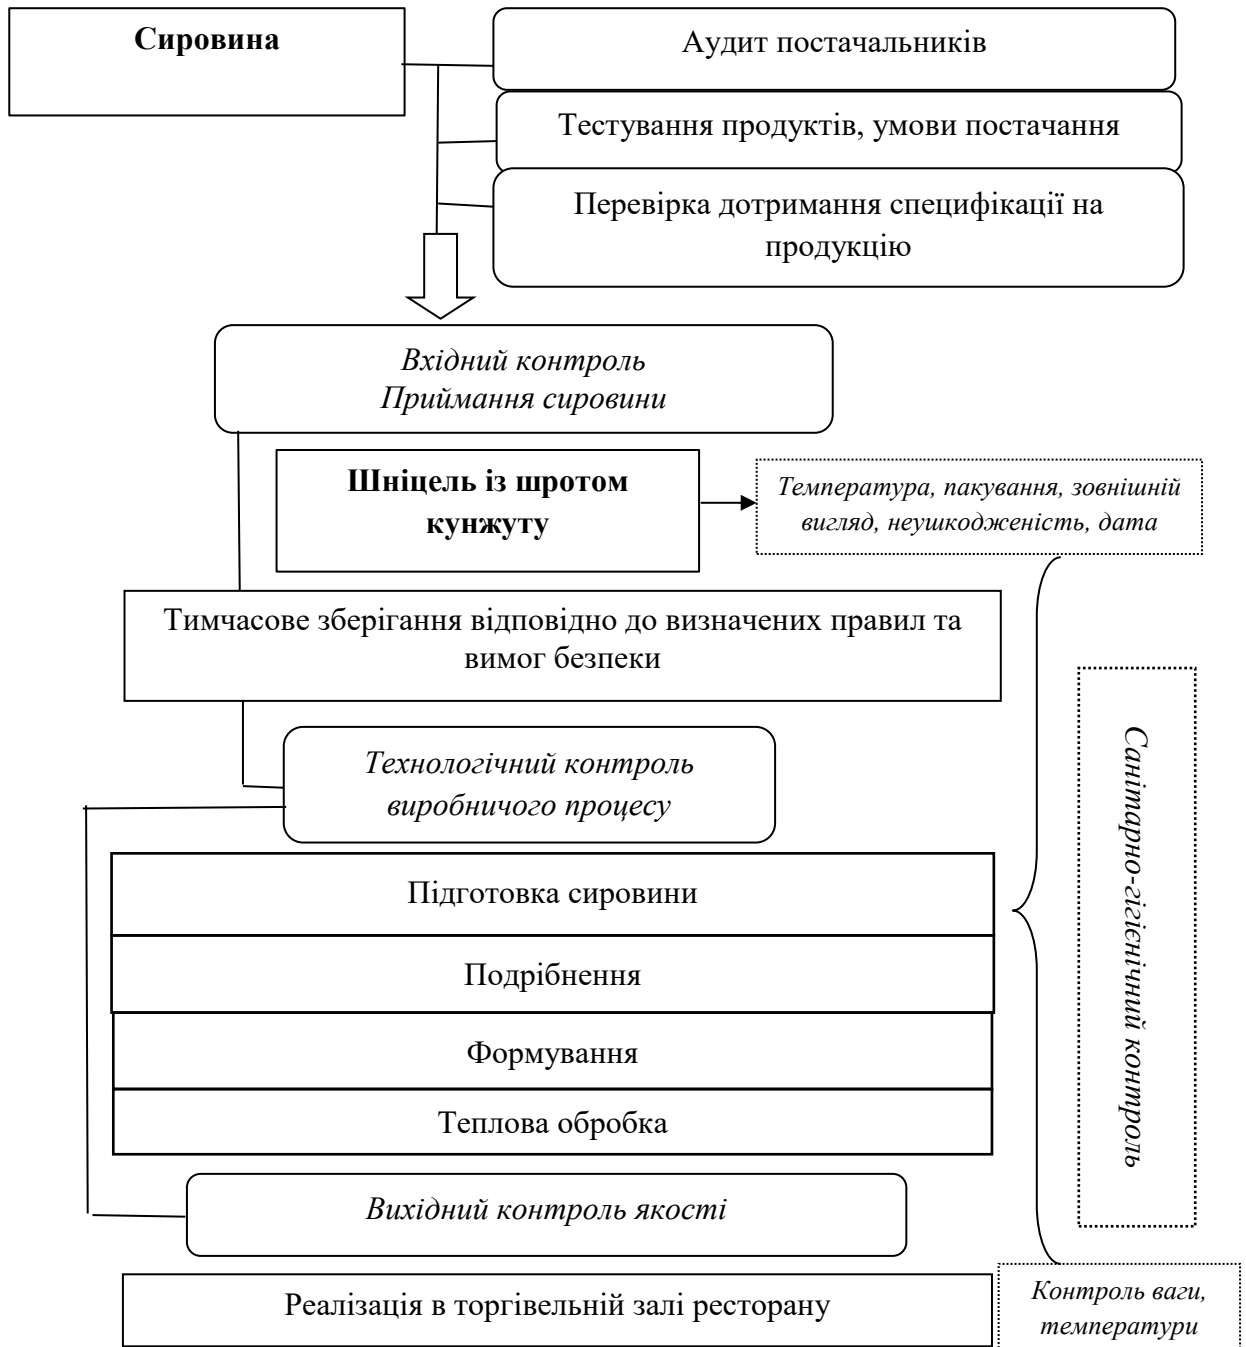 Сировина
Аудит постачальників
Тестування продуктів, умови постачання
Перевірка дотримання специфікації на
продукцію
Вхідний контроль
Приймання сировини
Шніцель із шротом
кунжуту
Температура, пакування, зовнішній
вигляд, неушкодженість, дата
Тимчасове зберігання відповідно до визначених правил та
вимог безпеки
Технологічний контроль
виробничого процесу
Санітарно-гігієнічний контроль
Підготовка сировини
Подрібнення
Формування
Теплова обробка
Вихідний контроль якості
Реалізація в торгівельній залі ресторану
Контроль ваги,
температури